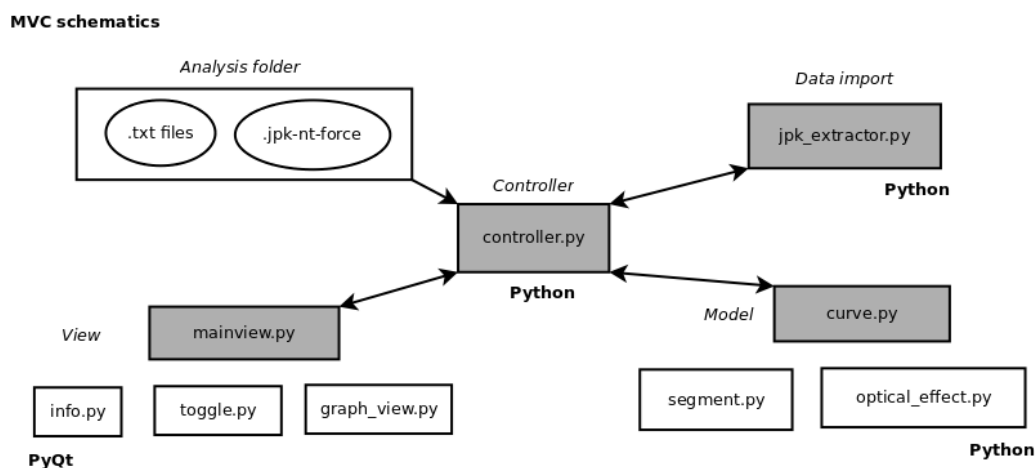 MVC schematics
Analysis folder
.txt files
.jpk-nt-force
Data import
jpk_extractor.py
Python
Controller
controller.py
Python
View
mainview.py
info.py
toggle.py
graph_view.py
PyQt
Model
curve.py
segment.py
optical_effect.py
Python